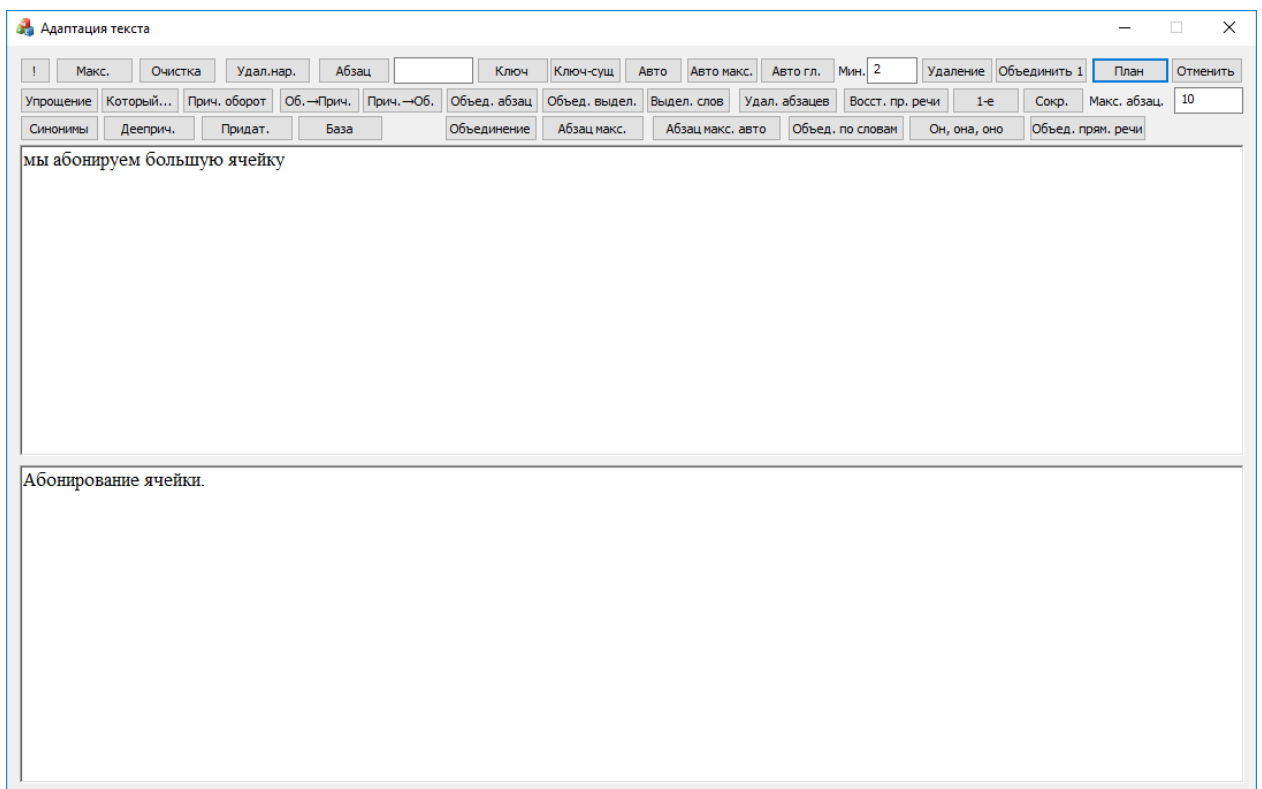 Адаптация текста
! Макс. Очистка Удал.нар. Абзац Ключ Ключ-сущ Авто Авто макс. Авто гл. Мин. 2 Удаление Объединить 1 План Отменить
Упрощение Который... Прич. оборот Об.→Прич. Прич.→Об. Объед. абзац Объед. выдел. Выдел. слов Удал. абзацев Восст. пр. речи 1-е Сокр. Макс. абзац. 10
Синонимы Дееприч. Придат. База Объединение Абзац макс. Абзац макс. авто Объед. по словам Он, она, оно Объед. прям. речи
мы абонируем большую ячейку
Абонирование ячейки.